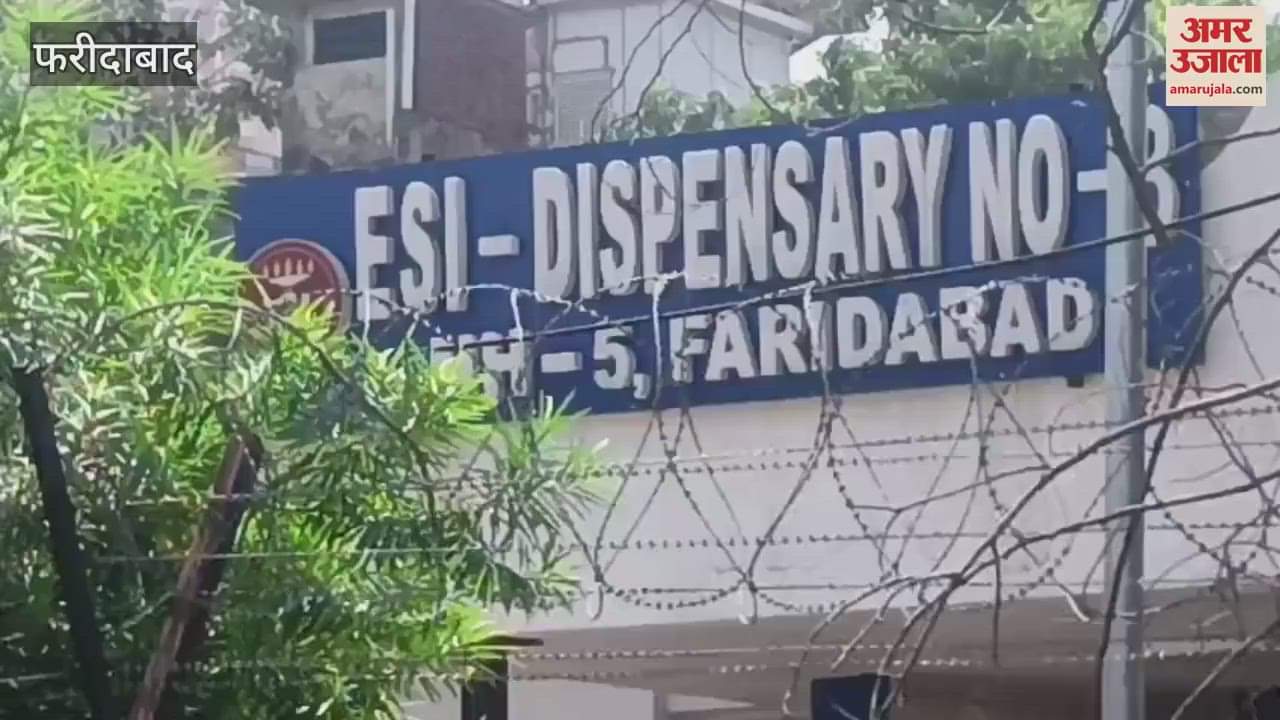 फरीदाबाद
अमर
उजाला
amarujala.com
ESI - DISPENSARY NO -
- 5, FARIDABAD